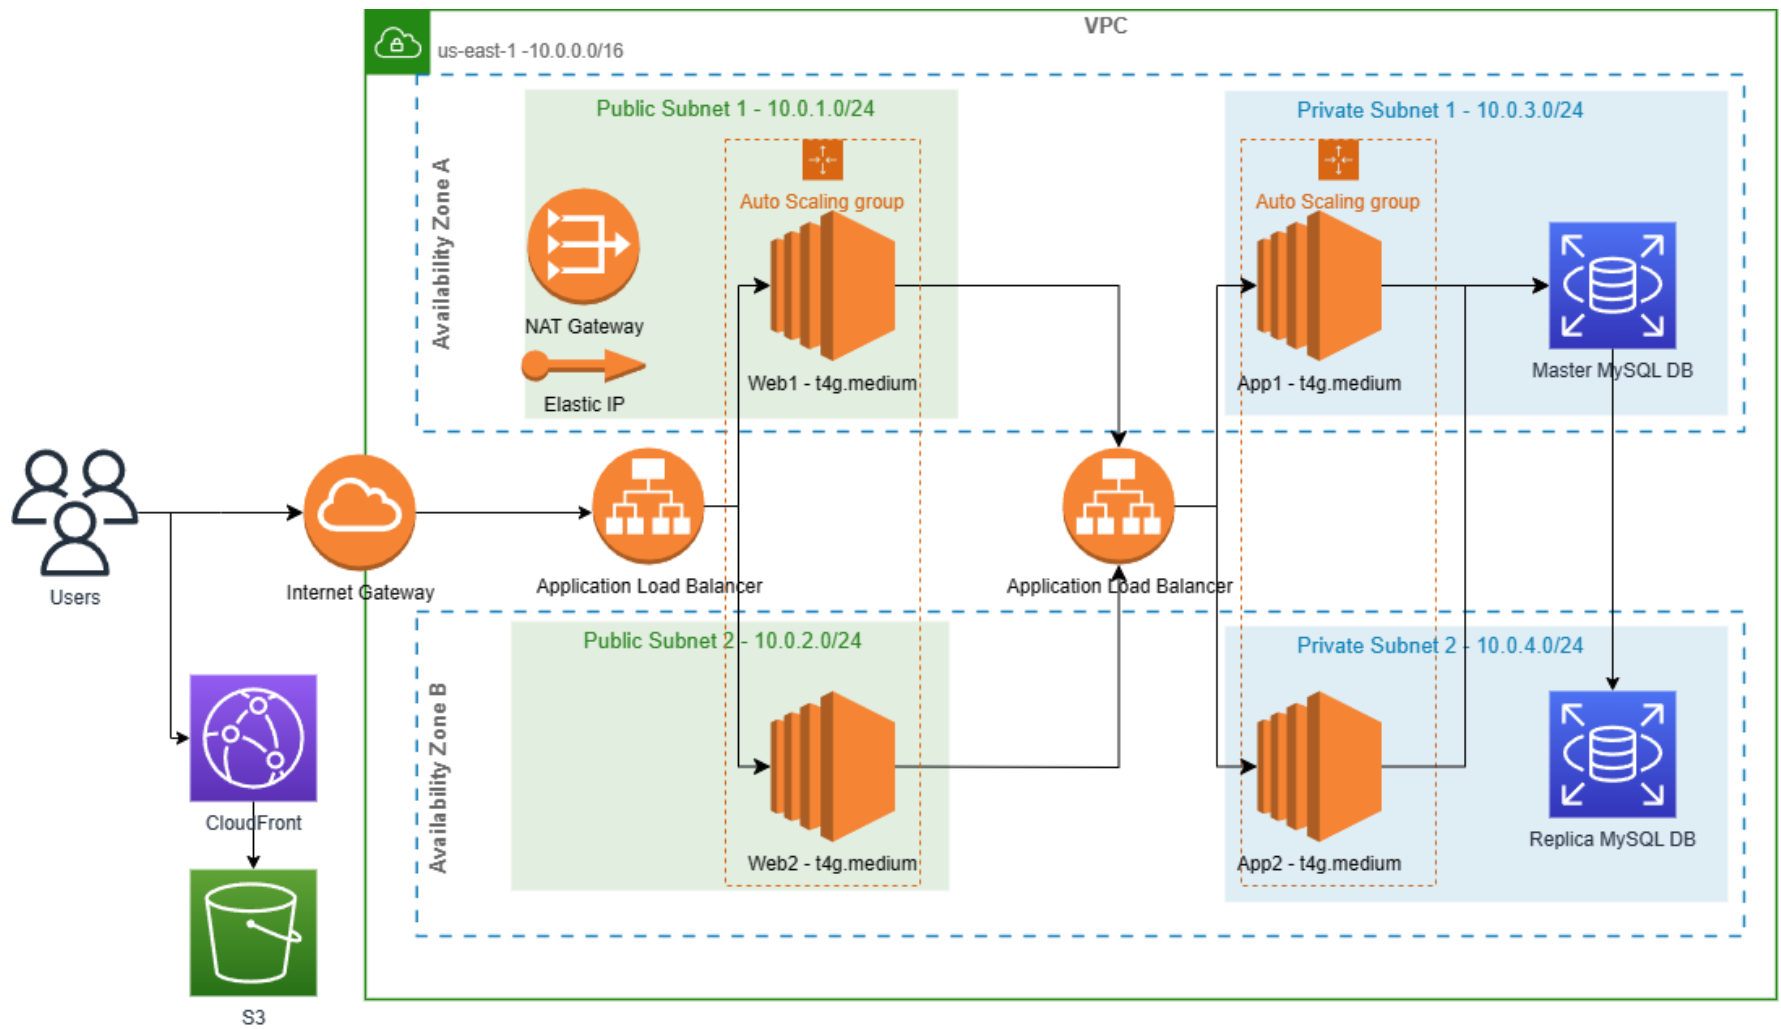 VPC
us-east-1 -10.0.0.0/16
Availability Zone A
Public Subnet 1 - 10.0.1.0/24
Auto Scaling group
NAT Gateway
Elastic IP
Web1 - t4g.medium
Private Subnet 1 - 10.0.3.0/24
Auto Scaling group
App1 - t4g.medium
Master MySQL DB
Users
Internet Gateway
Application Load Balancer
Application Load Balancer
Availability Zone B
Public Subnet 2 - 10.0.2.0/24
Web2 - t4g.medium
Private Subnet 2 - 10.0.4.0/24
App2 - t4g.medium
Replica MySQL DB
CloudFront
S3